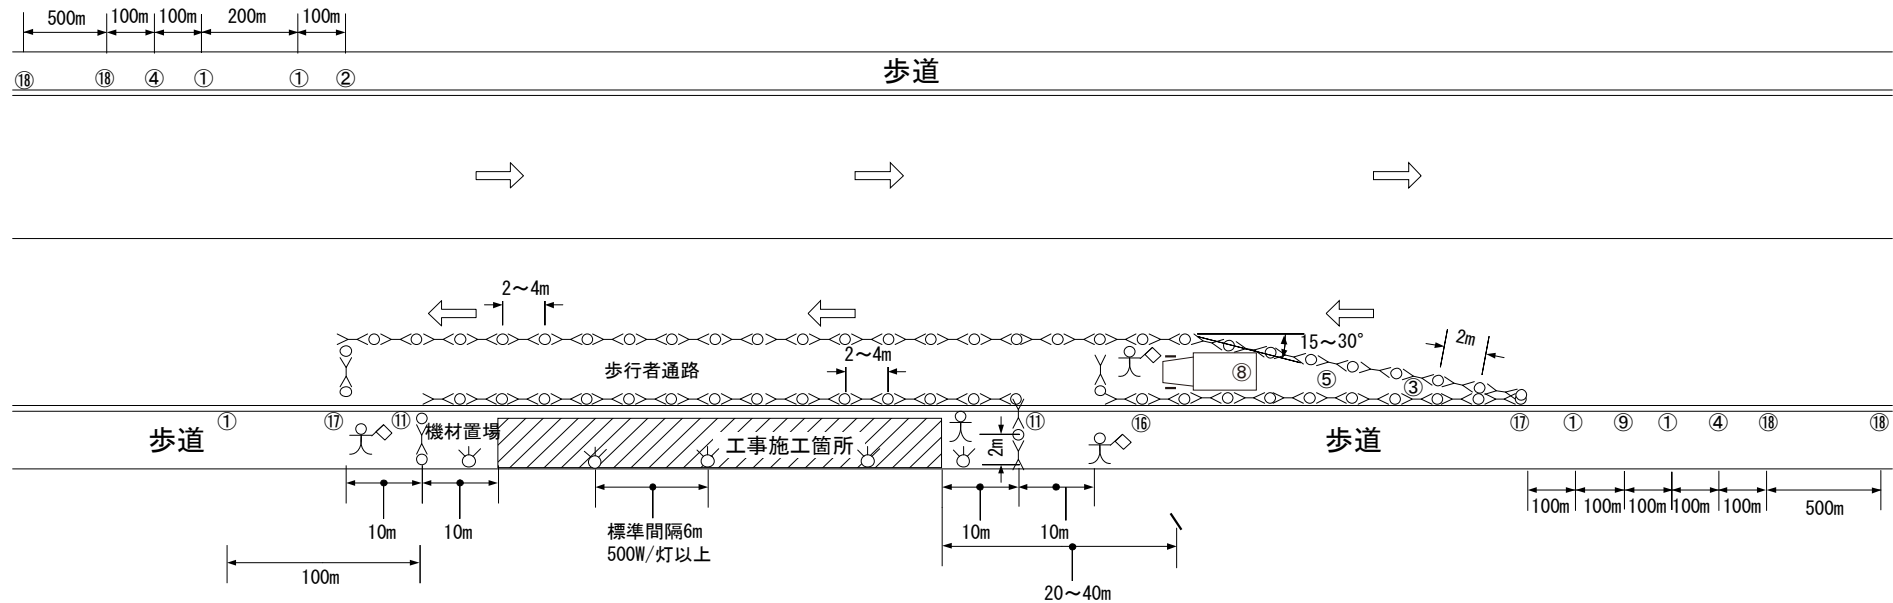 500m 100m 100m 200m 100m
⑱ ⑱ ④ ① ① ②
歩道
2～4m
15～30°
2m
2～4m
歩行者通路
⑧ ⑤ ③
① ⑰ ⑪ ⑪ ⑯ ⑰ ① ⑨ ① ④ ⑱ ⑱
歩道 機材置場 工事施工箇所 2m 歩道
100m 100m 100m 100m 100m 500m
10m 10m 標準間隔6m 10m 10m
500W/灯以上
100m
20～40m